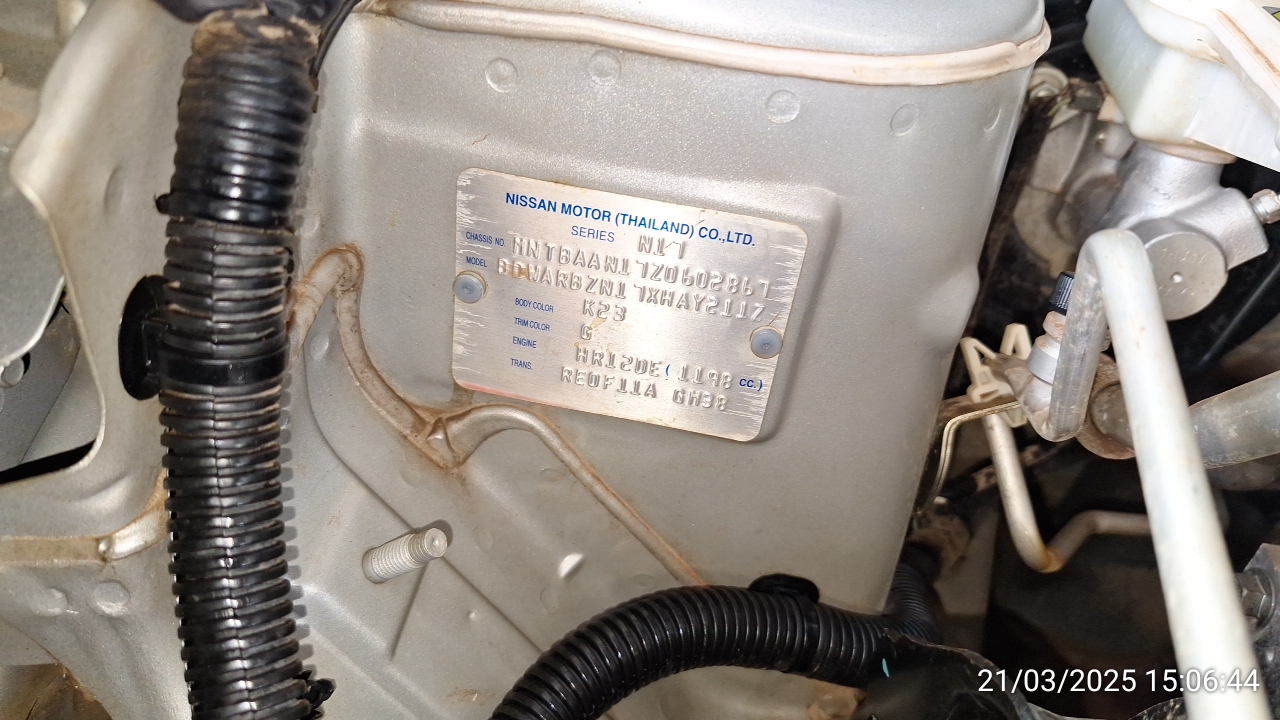 NISSAN MOTOR (THAILAND) CO.,LTD.
SERIES N17
CHASSIS NO. MNTBAAN17Z0209879
MODEL BDWARBZN17XHAY2117
BODY COLOR K23
TRIM COLOR G
ENGINE HR12DE (1198 CC.)
TRANS. RE0F11A GH38
21/03/2025 15:06:44